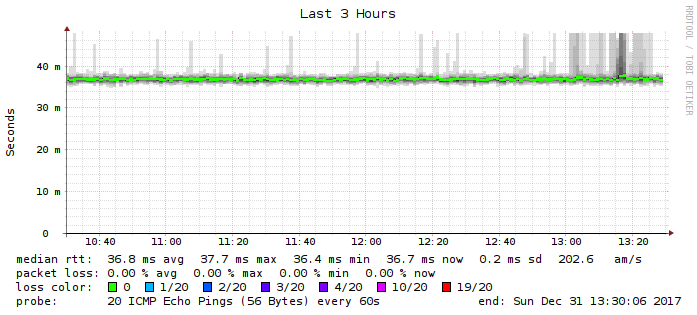 Last 3 Hours
RRDTOOL / TOBI OETIKER
Seconds
40 m
30 m
20 m
10 m
0
10:40 11:00 11:20 11:40 12:00 12:20 12:40 13:00 13:20
median rtt: 36.8 ms avg 37.7 ms max 36.4 ms min 36.7 ms now 0.2 ms sd 202.6 am/s
packet loss: 0.00 % avg 0.00 % max 0.00 % min 0.00 % now
loss color: 0 1/20 2/20 3/20 4/20 10/20 19/20
probe: 20 ICMP Echo Pings (56 Bytes) every 60s end: Sun Dec 31 13:30:06 2017